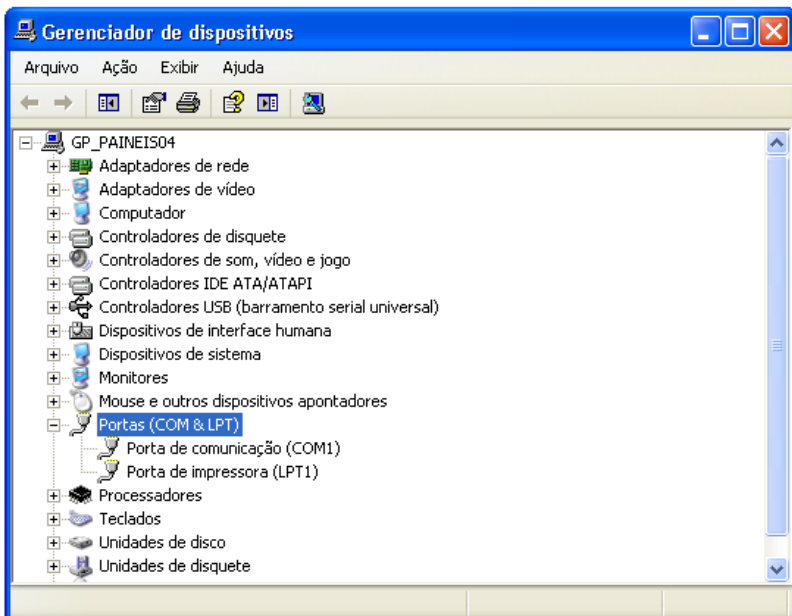 Gerenciador de dispositivos
Arquivo Ação Exibir Ajuda
GP_PAINEIS04
Adaptadores de rede
Adaptadores de vídeo
Computador
Controladores de disquete
Controladores de som, vídeo e jogo
Controladores IDE ATA/ATAPI
Controladores USB (barramento serial universal)
Dispositivos de interface humana
Dispositivos de sistema
Monitores
Mouse e outros dispositivos apontadores
Portas (COM & LPT)
Porta de comunicação (COM1)
Porta de impressora (LPT1)
Processadores
Teclados
Unidades de disco
Unidades de disquete